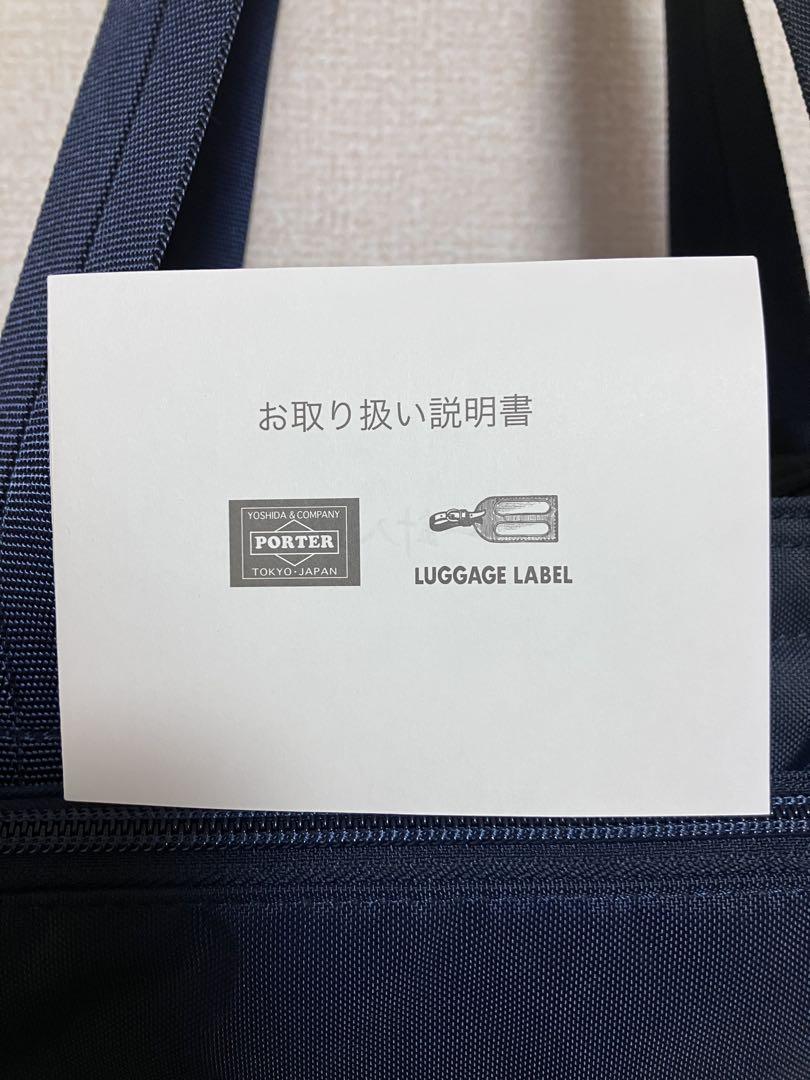 お取り扱い説明書
YOSHIDA & COMPANY
PORTER
TOKYO・JAPAN
LUGGAGE LABEL